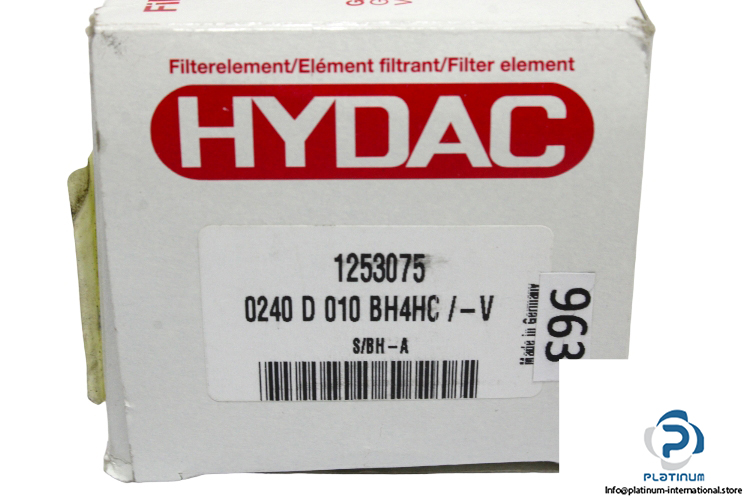 Filterelement/Elément filtrant/Filter element
HYDAC
1253075
0240 D 010 BH4HC /-V
S/BH-A
Made in Germany
963
PLATINUM
Info@platinum-international.store